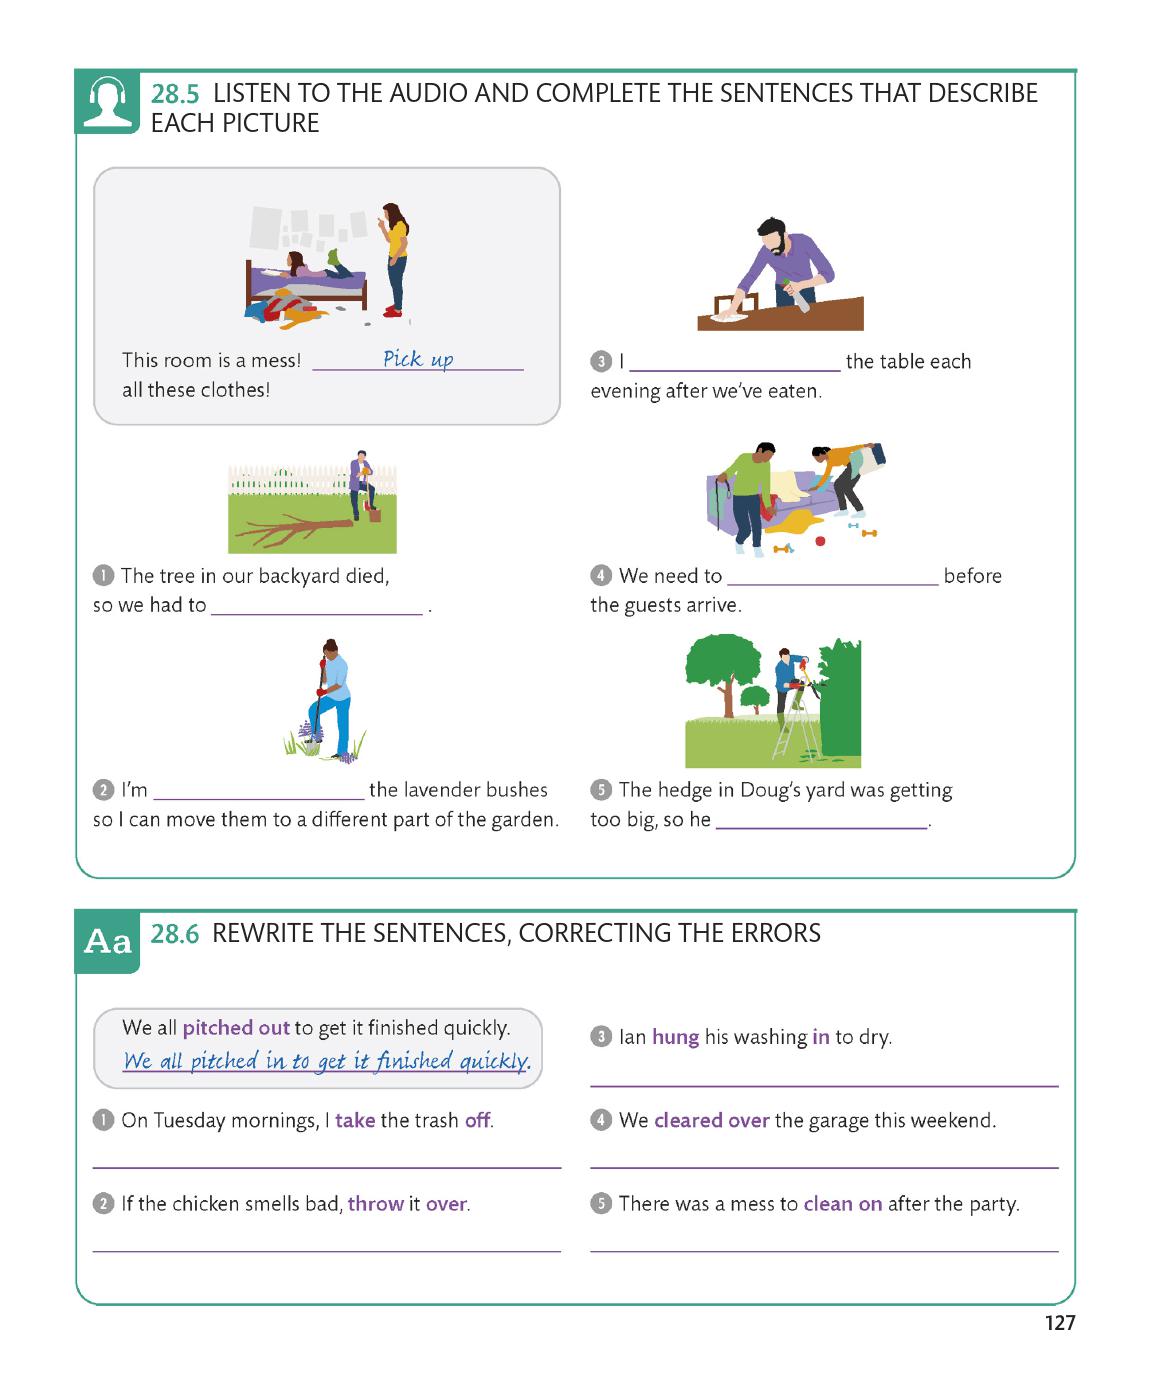 28.5 LISTEN TO THE AUDIO AND COMPLETE THE SENTENCES THAT DESCRIBE
EACH PICTURE
This room is a mess! Pick up
all these clothes!
1 The tree in our backyard died,
so we had to ____________ .
2 I'm ____________ the lavender bushes
so I can move them to a different part of the garden.
3 I ____________ the table each
evening after we've eaten.
4 We need to ____________ before
the guests arrive.
5 The hedge in Doug's yard was getting
too big, so he ____________.
Aa 28.6 REWRITE THE SENTENCES, CORRECTING THE ERRORS
We all pitched out to get it finished quickly.
We all pitched in to get it finished quickly.
1 On Tuesday mornings, I take the trash off.
2 If the chicken smells bad, throw it over.
3 Ian hung his washing in to dry.
4 We cleared over the garage this weekend.
5 There was a mess to clean on after the party.
127